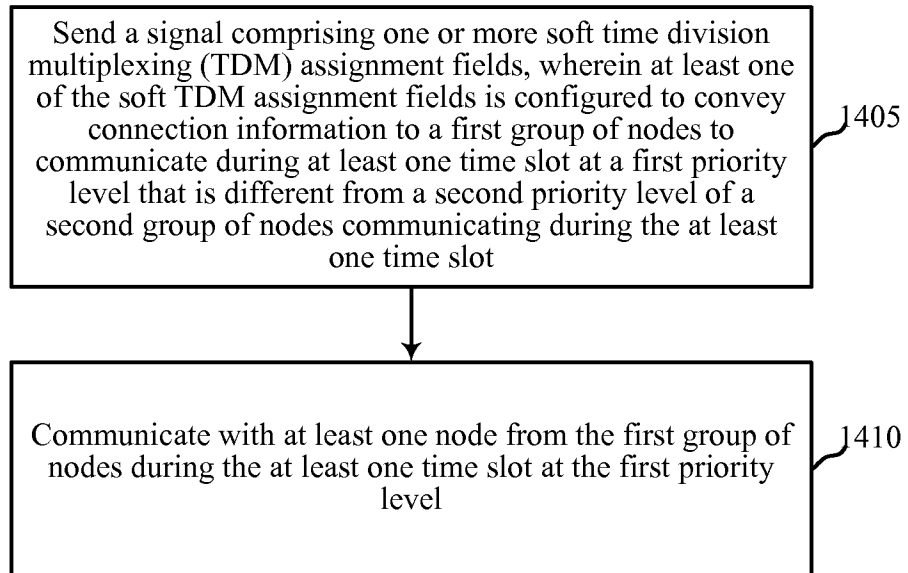 Send a signal comprising one or more soft time division
multiplexing (TDM) assignment fields, wherein at least one
of the soft TDM assignment fields is configured to convey
connection information to a first group of nodes to
communicate during at least one time slot at a first priority
level that is different from a second priority level of a
second group of nodes communicating during the at least
one time slot
1405
Communicate with at least one node from the first group of
nodes during the at least one time slot at the first priority
level
1410